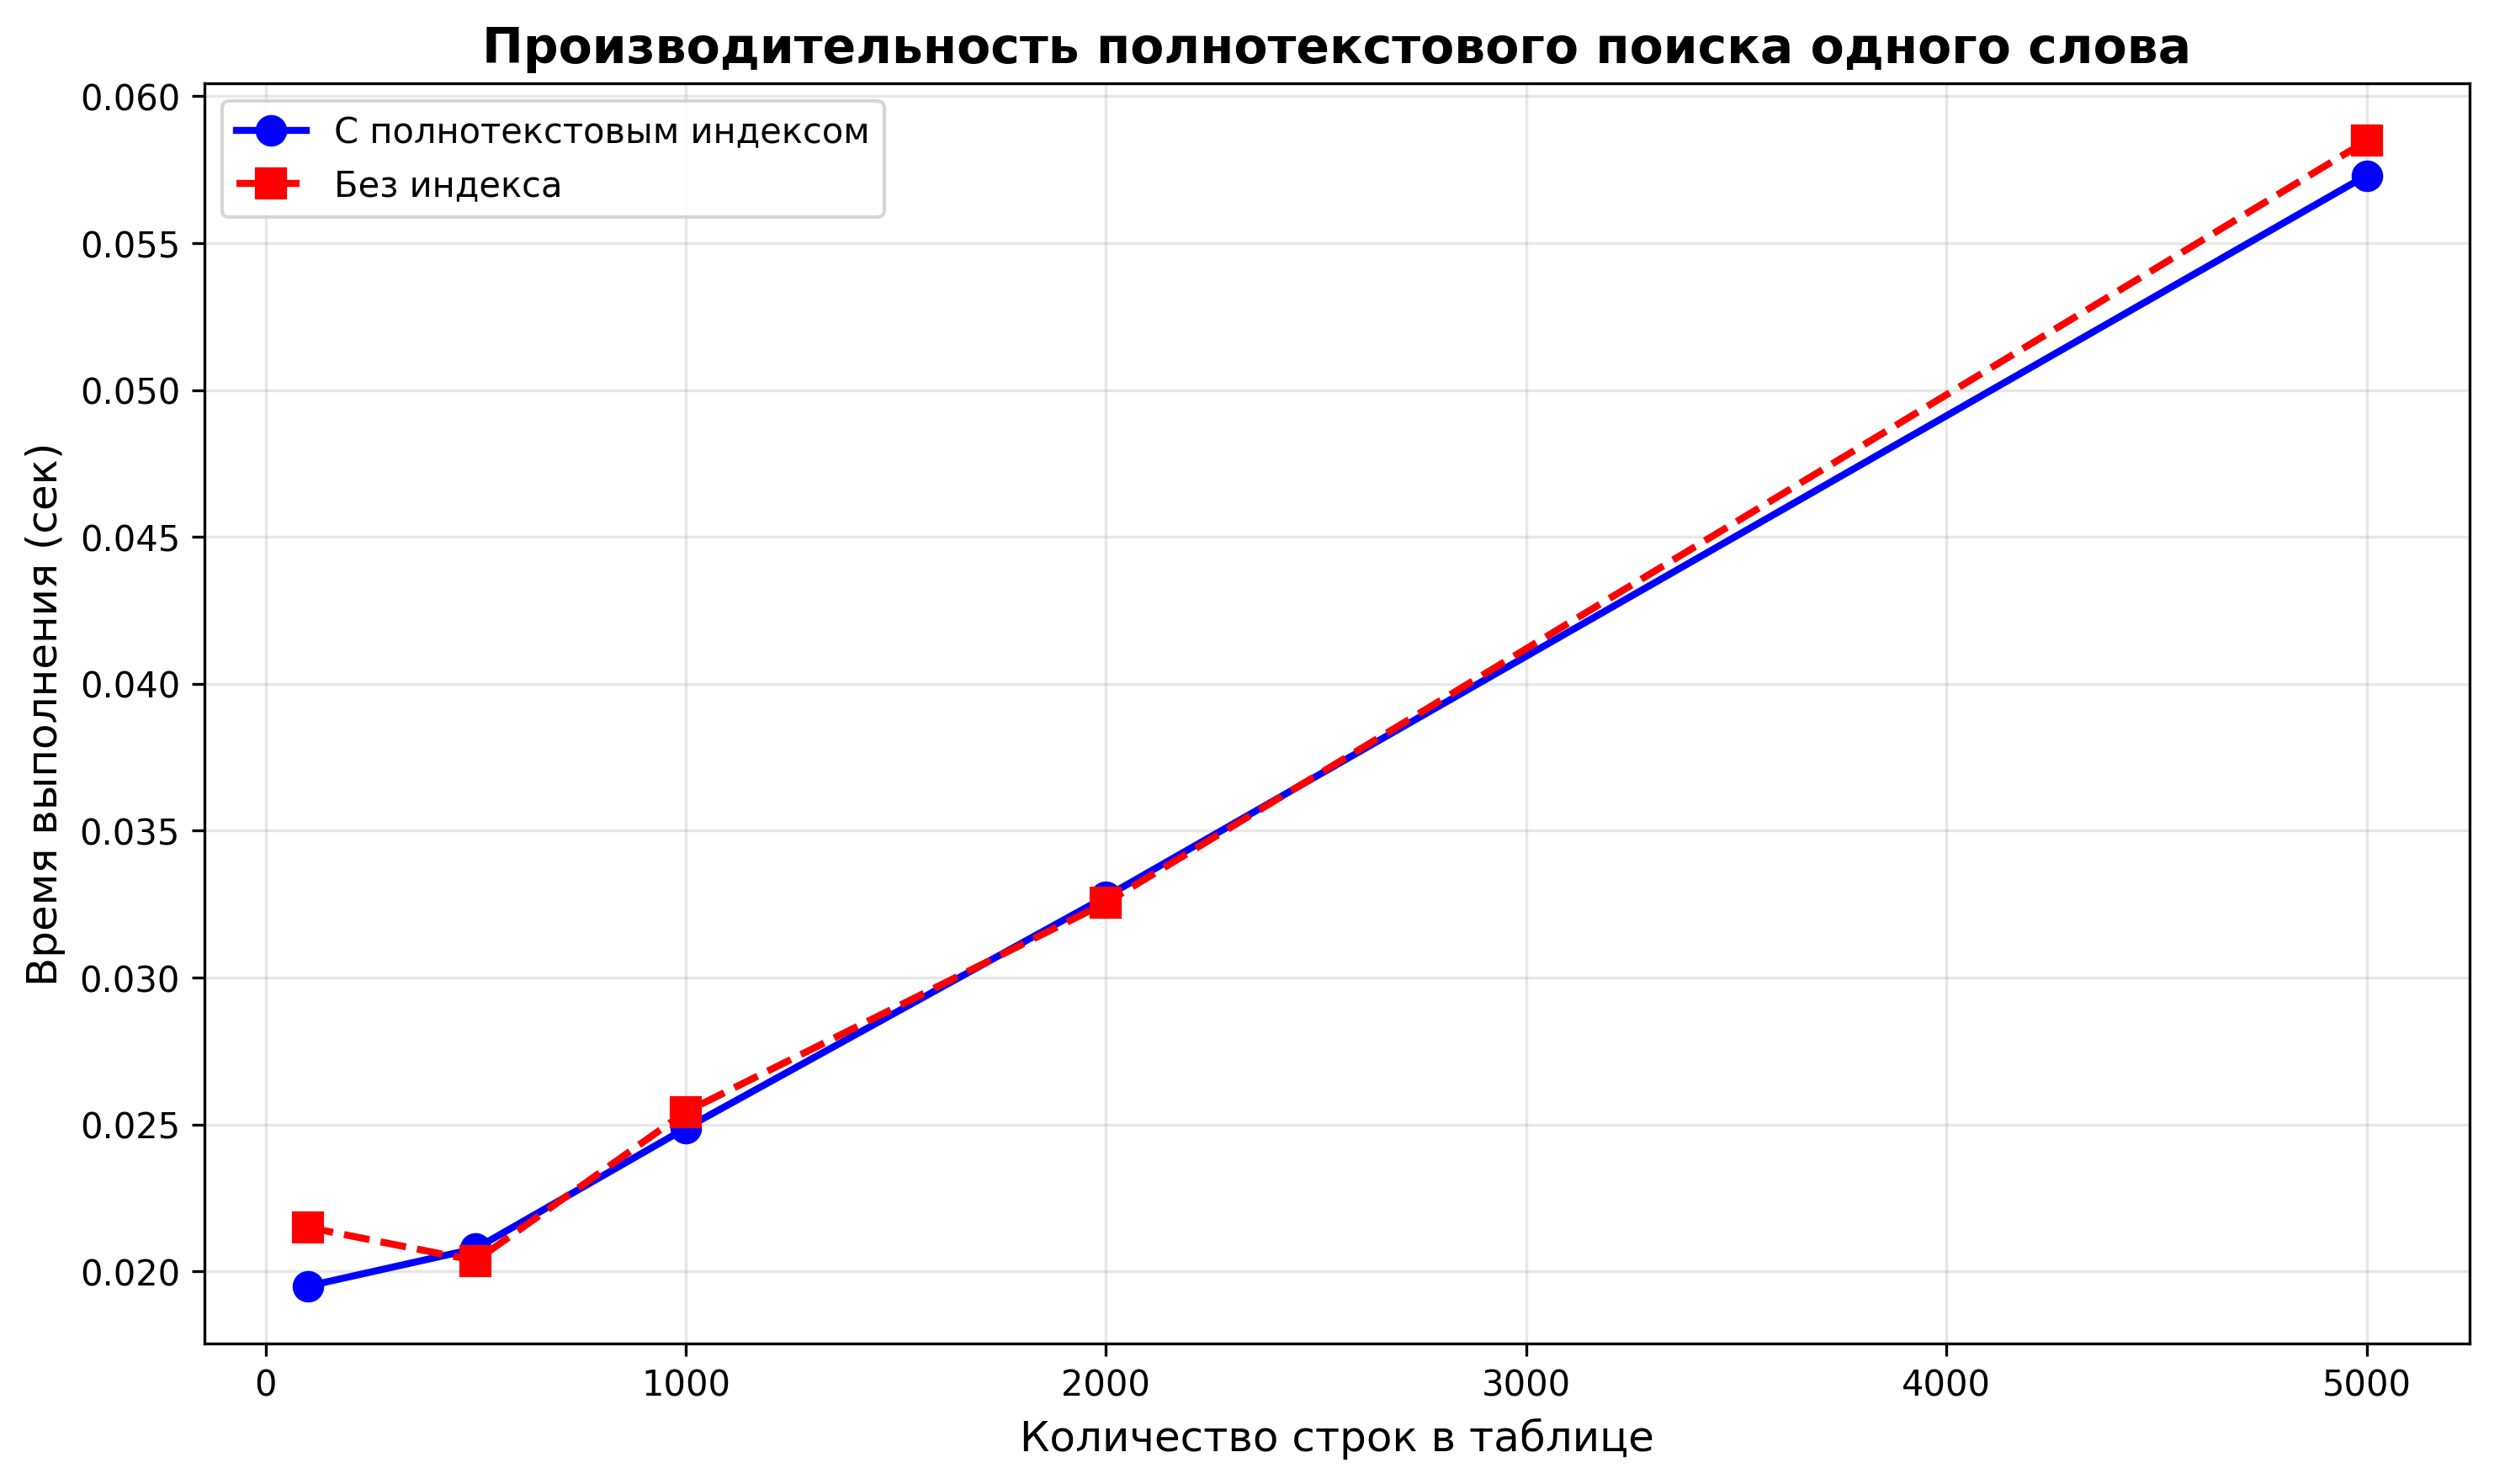 Производительность полнотекстового поиска одного слова
С полнотекстовым индексом
Без индекса
Время выполнения (сек)
0.060
0.055
0.050
0.045
0.040
0.035
0.030
0.025
0.020
0 1000 2000 3000 4000 5000
Количество строк в таблице